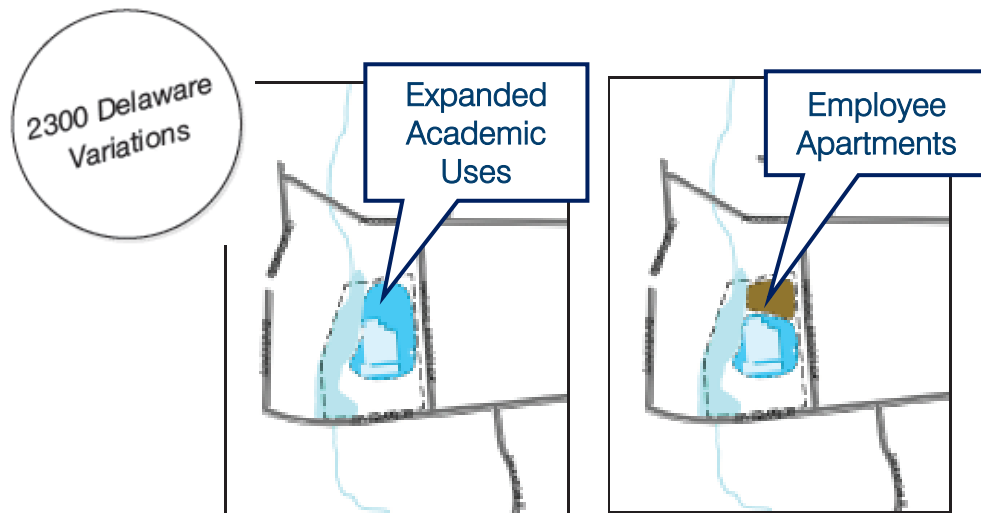 2300 Delaware
Variations
Expanded
Academic
Uses
Employee
Apartments